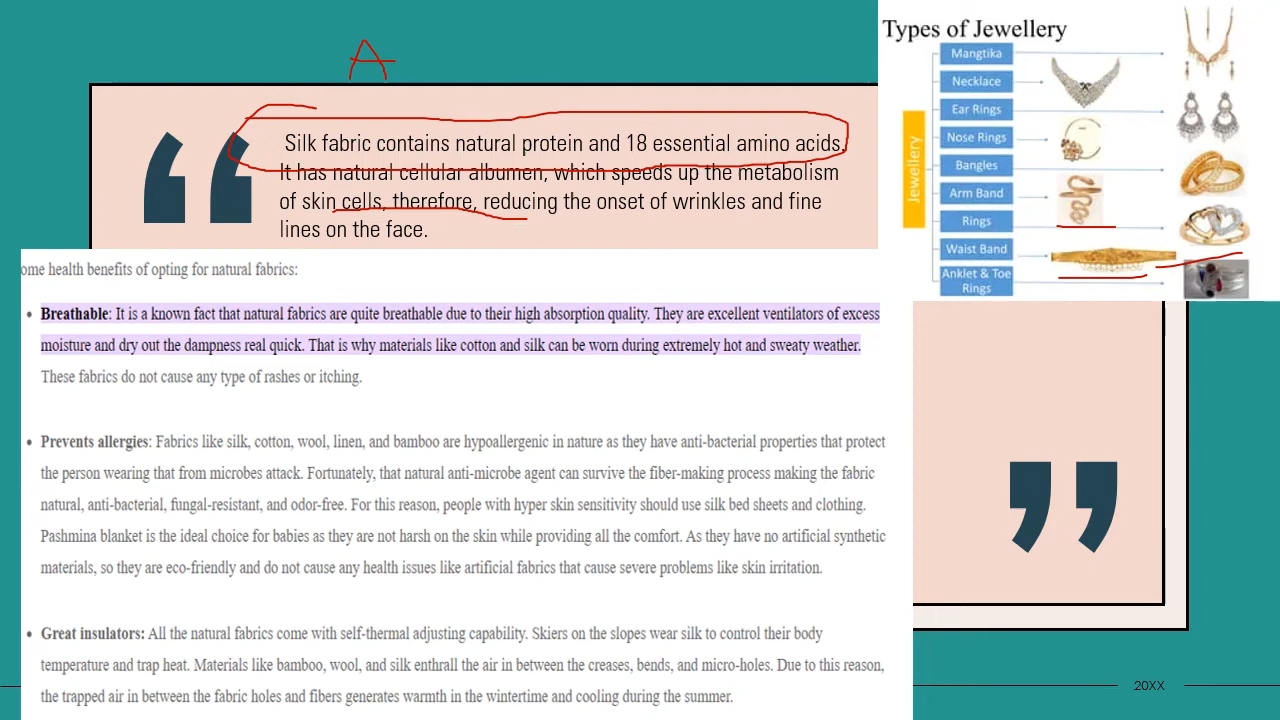 A
Silk fabric contains natural protein and 18 essential amino acids.
It has natural cellular albumen, which speeds up the metabolism
of skin cells, therefore, reducing the onset of wrinkles and fine
lines on the face.
Types of Jewellery
Jewellery
Mangtika
Necklace
Ear Rings
Nose Rings
Bangles
Arm Band
Rings
Waist Band
Anklet & Toe
Rings
ome health benefits of opting for natural fabrics:
Breathable: It is a known fact that natural fabrics are quite breathable due to their high absorption quality. They are excellent ventilators of excess
moisture and dry out the dampness real quick. That is why materials like cotton and silk can be worn during extremely hot and sweaty weather.
These fabrics do not cause any type of rashes or itching.
Prevents allergies: Fabrics like silk, cotton, wool, linen, and bamboo are hypoallergenic in nature as they have anti-bacterial properties that protect
the person wearing that from microbes attack. Fortunately, that natural anti-microbe agent can survive the fiber-making process making the fabric
natural, anti-bacterial, fungal-resistant, and odor-free. For this reason, people with hyper skin sensitivity should use silk bed sheets and clothing.
Pashmina blanket is the ideal choice for babies as they are not harsh on the skin while providing all the comfort. As they have no artificial synthetic
materials, so they are eco-friendly and do not cause any health issues like artificial fabrics that cause severe problems like skin irritation.
Great insulators: All the natural fabrics come with self-thermal adjusting capability. Skiers on the slopes wear silk to control their body
temperature and trap heat. Materials like bamboo, wool, and silk enthrall the air in between the creases, bends, and micro-holes. Due to this reason,
the trapped air in between the fabric holes and fibers generates warmth in the wintertime and cooling during the summer.
20XX